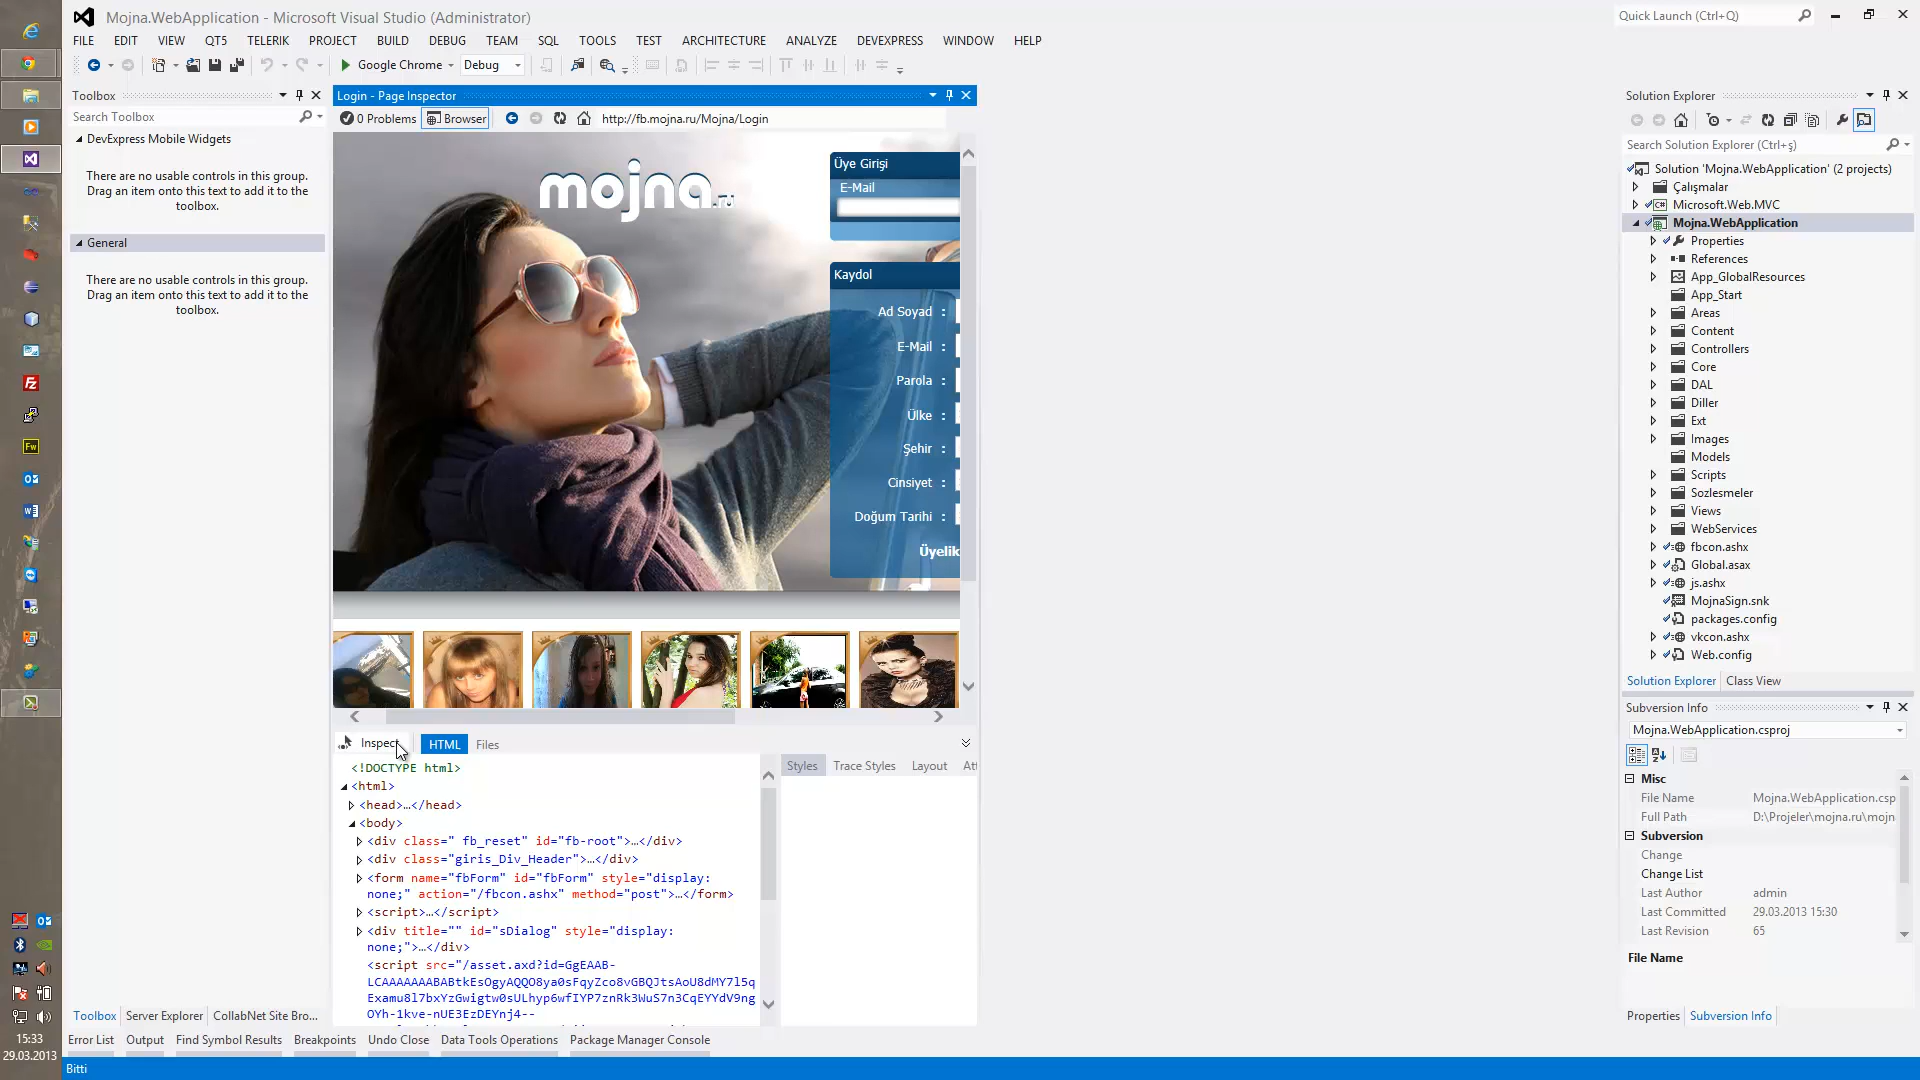 Mojna.WebApplication - Microsoft Visual Studio (Administrator)
Quick Launch (Ctrl+Q)
FILE EDIT VIEW QT5 TELERIK PROJECT BUILD DEBUG TEAM SQL TOOLS TEST ARCHITECTURE ANALYZE DEVEXPRESS WINDOW HELP
Google Chrome Debug
Toolbox
Search Toolbox
DevExpress Mobile Widgets
There are no usable controls in this group.
Drag an item onto this text to add it to the
toolbox.
General
There are no usable controls in this group.
Drag an item onto this text to add it to the
toolbox.
Login - Page Inspector
0 Problems Browser http://fb.mojna.ru/Mojna/Login
mojna.ru
Üye Girişi
E-Mail
Kaydol
Ad Soyad :
E-Mail :
Parola :
Ülke :
Şehir :
Cinsiyet :
Doğum Tarihi :
Üyelik
Inspect HTML Files
<!DOCTYPE html>
<html>
<head>…</head>
<body>
<div class=" fb_reset" id="fb-root">…</div>
<div class="giris_Div_Header">…</div>
<form name="fbForm" id="fbForm" style="display:
none;" action="/fbcon.ashx" method="post">…</form>
<script>…</script>
<div title="" id="sDialog" style="display:
none;">…</div>
<script src="/asset.axd?id=GgEAAB-
LCAAAAAAABABtkEsOgyAQQO8ya0sFqyZco8vGBQJtsAoU8dMY7l5q
Examu8l7bxYzGwigtw0sULhyp6wfIYP7znRk3WuS7n3CqEYYdV9ng
OYh-1kve-nUE3EzDEYnj4--
Styles Trace Styles Layout Att
Solution Explorer
Search Solution Explorer (Ctrl+ş)
Solution 'Mojna.WebApplication' (2 projects)
Çalışmalar
Microsoft.Web.MVC
Mojna.WebApplication
Properties
References
App_GlobalResources
App_Start
Areas
Content
Controllers
Core
DAL
Diller
Ext
Images
Models
Scripts
Sozlesmeler
Views
WebServices
fbcon.ashx
Global.asax
js.ashx
MojnaSign.snk
packages.config
vkcon.ashx
Web.config
Solution Explorer Class View
Subversion Info
Mojna.WebApplication.csproj
Misc
File Name Mojna.WebApplication.csp
Full Path D:\Projeler\mojna.ru\mojn
Subversion
Change
Change List
Last Author admin
Last Committed 29.03.2013 15:30
Last Revision 65
File Name
Properties Subversion Info
Toolbox Server Explorer CollabNet Site Bro...
Error List Output Find Symbol Results Breakpoints Undo Close Data Tools Operations Package Manager Console
Bitti
15:33
29.03.2013